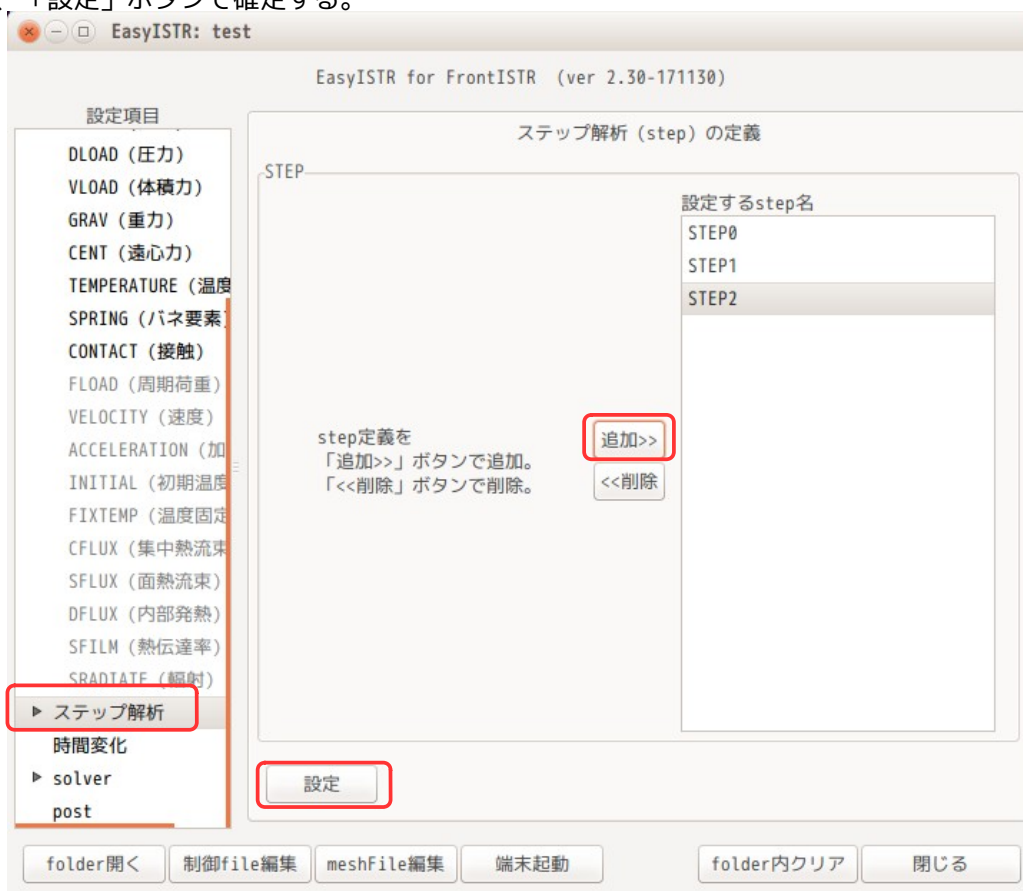 「設定」ボタンで確定する。
EasyISTR: test
EasyISTR for FrontISTR (ver 2.30-171130)
設定項目
DLOAD (圧力)
VLOAD (体積力)
GRAV (重力)
CENT (遠心力)
TEMPERATURE (温度
SPRING (バネ要素)
CONTACT (接触)
FLOAD (周期荷重)
VELOCITY (速度)
ACCELERATION (加
INITIAL (初期温度
FIXTEMP (温度固定
CFLUX (集中熱流束
SFLUX (面熱流束)
DFLUX (内部発熱)
SFILM (熱伝達率)
SRADIATE (輻射)
ステップ解析
時間変化
solver
post
ステップ解析 (step) の定義
STEP
設定するstep名
STEP0
STEP1
STEP2
step定義を
「追加>>」ボタンで追加。
「<<削除」ボタンで削除。
追加>>
<<削除
設定
folder開く
制御file編集
meshFile編集
端末起動
folder内クリア
閉じる